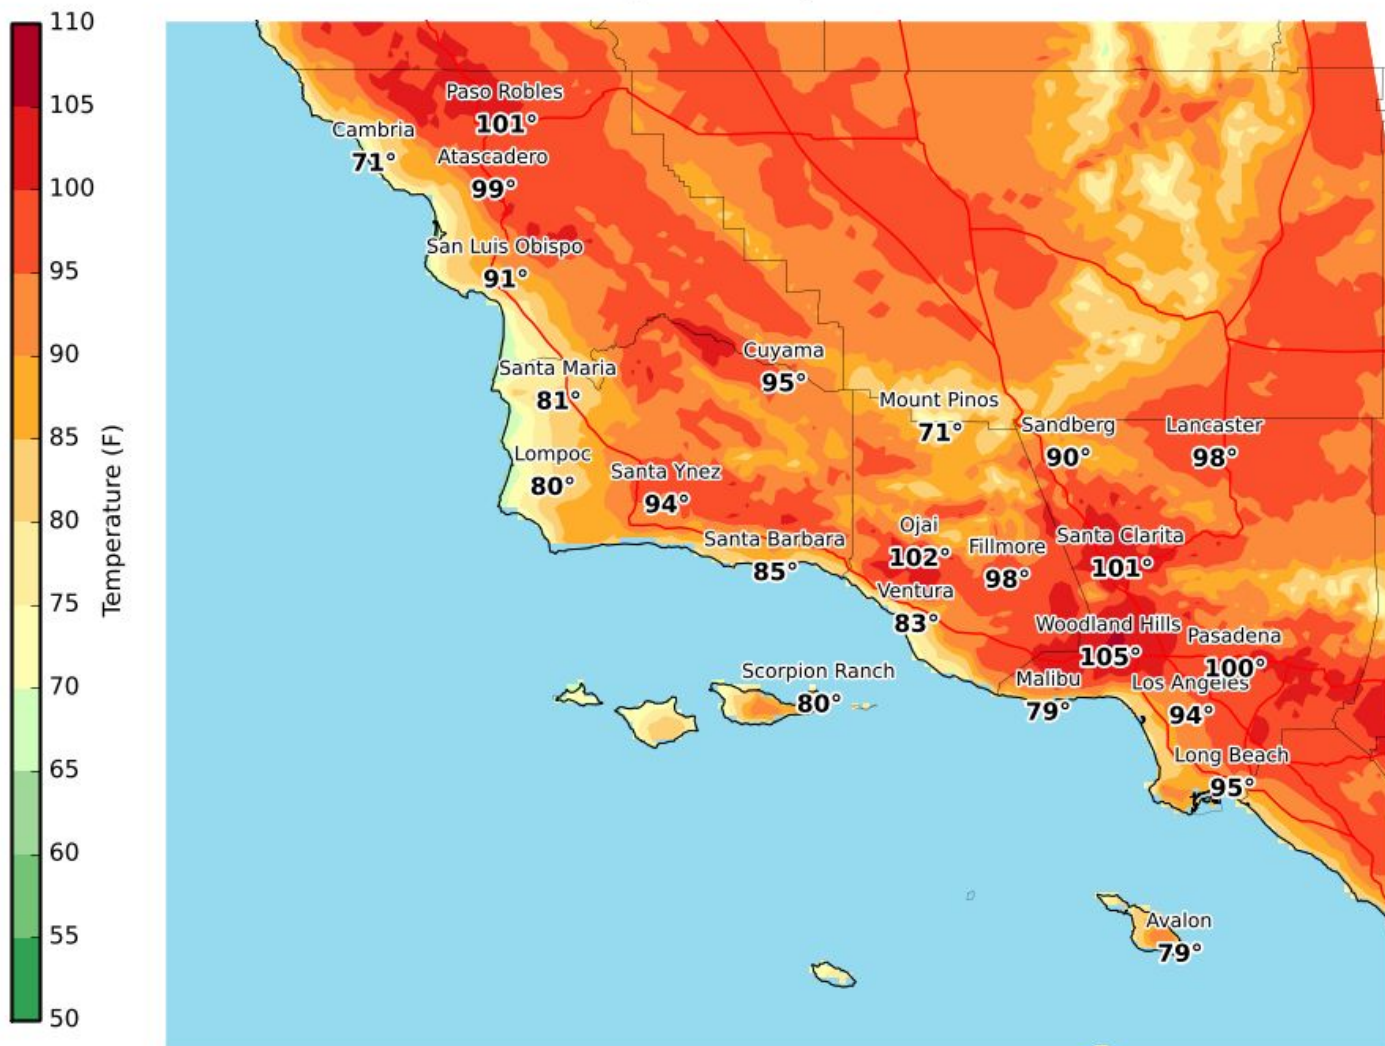 110
105
100
95
90
85
80
75
70
65
60
55
50
Temperature (F)
Paso Robles
101°
Cambria
71°
Atascadero
99°
San Luis Obispo
91°
Cuyama
95°
Santa Maria
81°
Mount Pinos
71°
Sandberg
90°
Lancaster
98°
Lompoc
80°
Santa Ynez
94°
Santa Barbara
85°
Ojai
102°
Fillmore
98°
Santa Clarita
101°
Ventura
83°
Woodland Hills
105°
Pasadena
100°
Scorpion Ranch
80°
Malibu
79°
Los Angeles
94°
Long Beach
95°
Avalon
79°